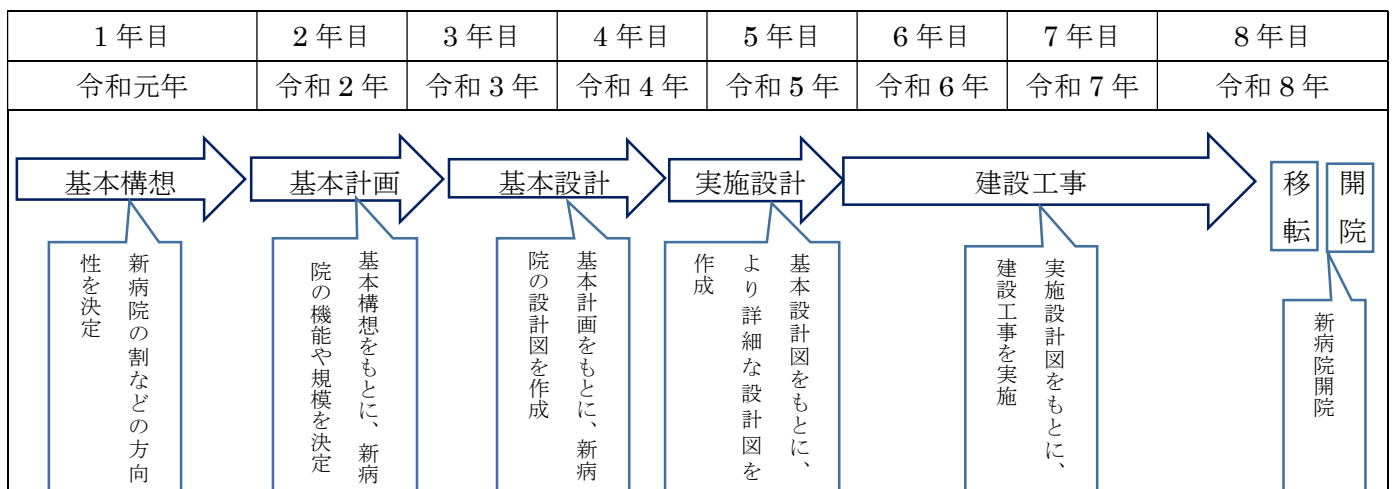 1年目 2年目 3年目 4年目 5年目 6年目 7年目 8年目
令和元年 令和2年 令和3年 令和4年 令和5年 令和6年 令和7年 令和8年
基本構想
基本計画
基本設計
実施設計
建設工事
移転
開院
新病院の割などの方向
性を決定
基本構想をもとに、新病
院の機能や規模を決定
基本計画をもとに、新病
院の設計図を作成
基本設計図をもとに、
より詳細な設計図を
作成
実施設計図をもとに、
建設工事を実施
新病院開院